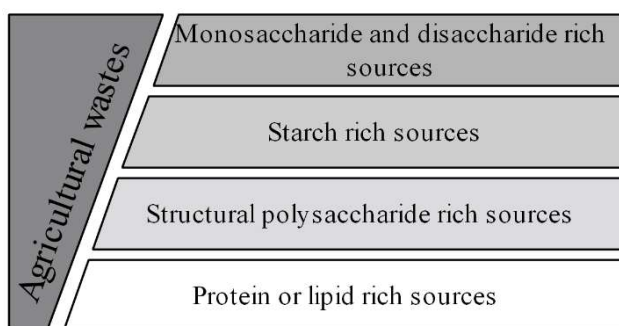 Agricultural wastes
Monosaccharide and disaccharide rich
sources
Starch rich sources
Structural polysaccharide rich sources
Protein or lipid rich sources